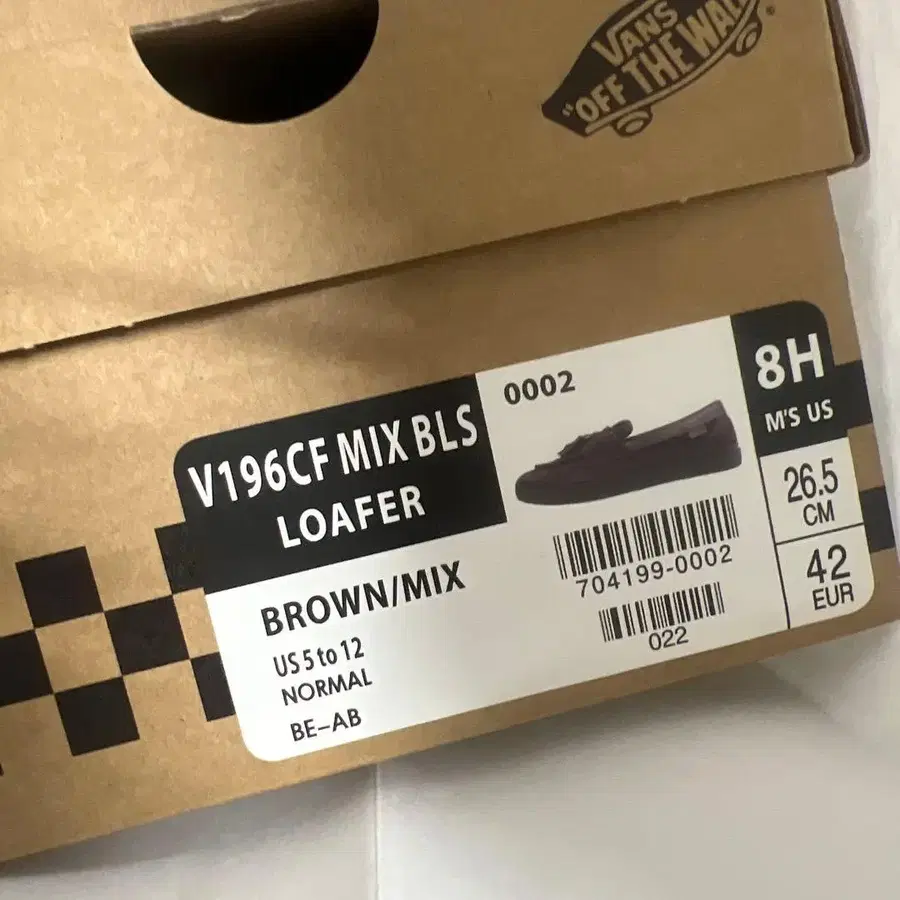 VANS
"OFF THE WALL"
®
V196CF MIX BLS
LOAFER
0002
8H
M'S US
26.5
CM
42
EUR
704199-0002
022
BROWN/MIX
US 5 to 12
NORMAL
BE-AB